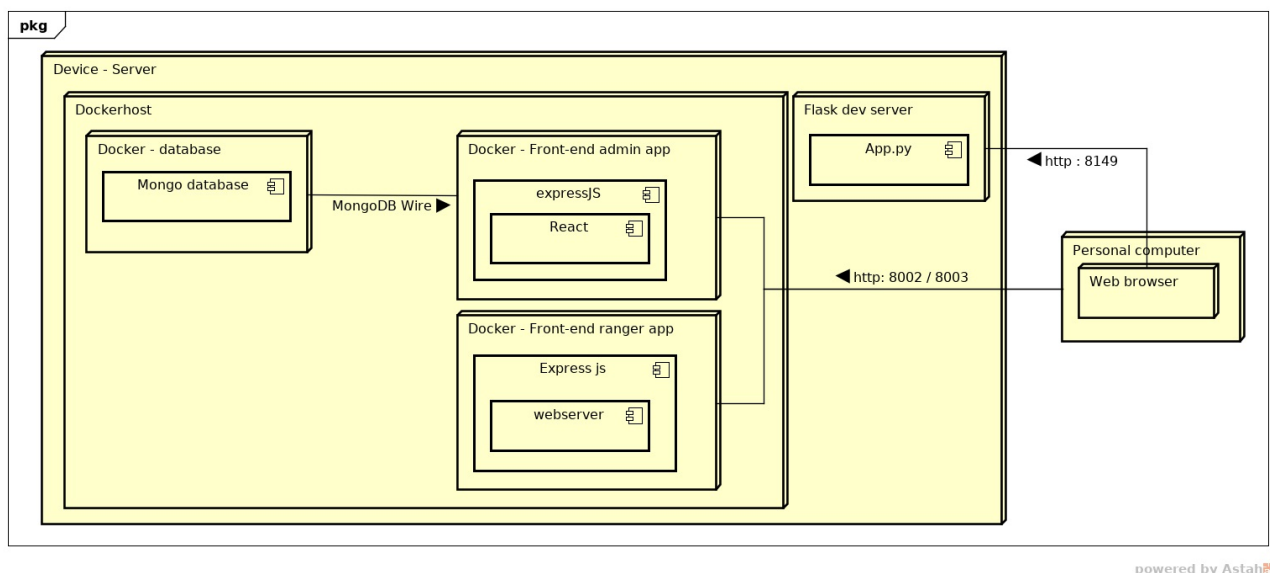 pkg
Device - Server
Dockerhost
Flask dev server
Docker - database
Docker - Front-end admin app
App.py
http : 8149
Mongo database
expressJS
MongoDB Wire
React
Personal computer
http: 8002 / 8003
Web browser
Docker - Front-end ranger app
Express js
webserver
powered by Astah